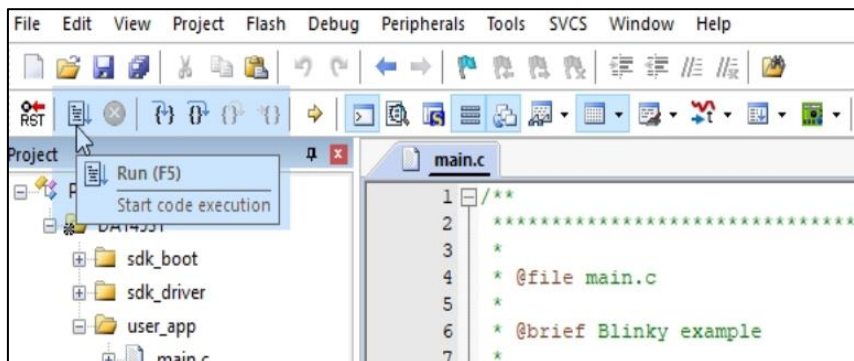 File Edit View Project Flash Debug Peripherals Tools SVCS Window Help
RST
Project
main.c
Run (F5)
Start code execution
sdk_boot
sdk_driver
user_app
main.c
1 /**
2 **********************************
3 *
4 * @file main.c
5 *
6 * @brief Blinky example
7 *